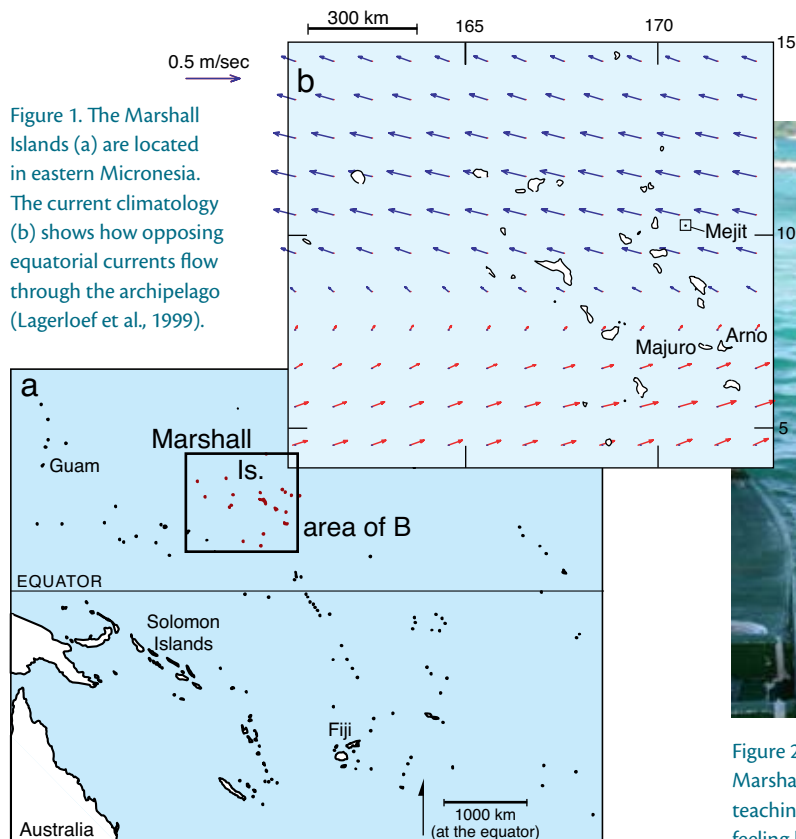 300 km
165
170
15
0.5 m/sec
b
Figure 1. The Marshall
Islands (a) are located
in eastern Micronesia.
The current climatology
(b) shows how opposing
equatorial currents flow
through the archipelago
(Lagerloef et al., 1999).
Mejit
10
Majuro
Arno
5
a
Marshall
Is.
Guam
area of B
EQUATOR
Solomon
Islands
Fiji
Australia
1000 km
(at the equator)
Figure 2
Marsha
teachin
feeling